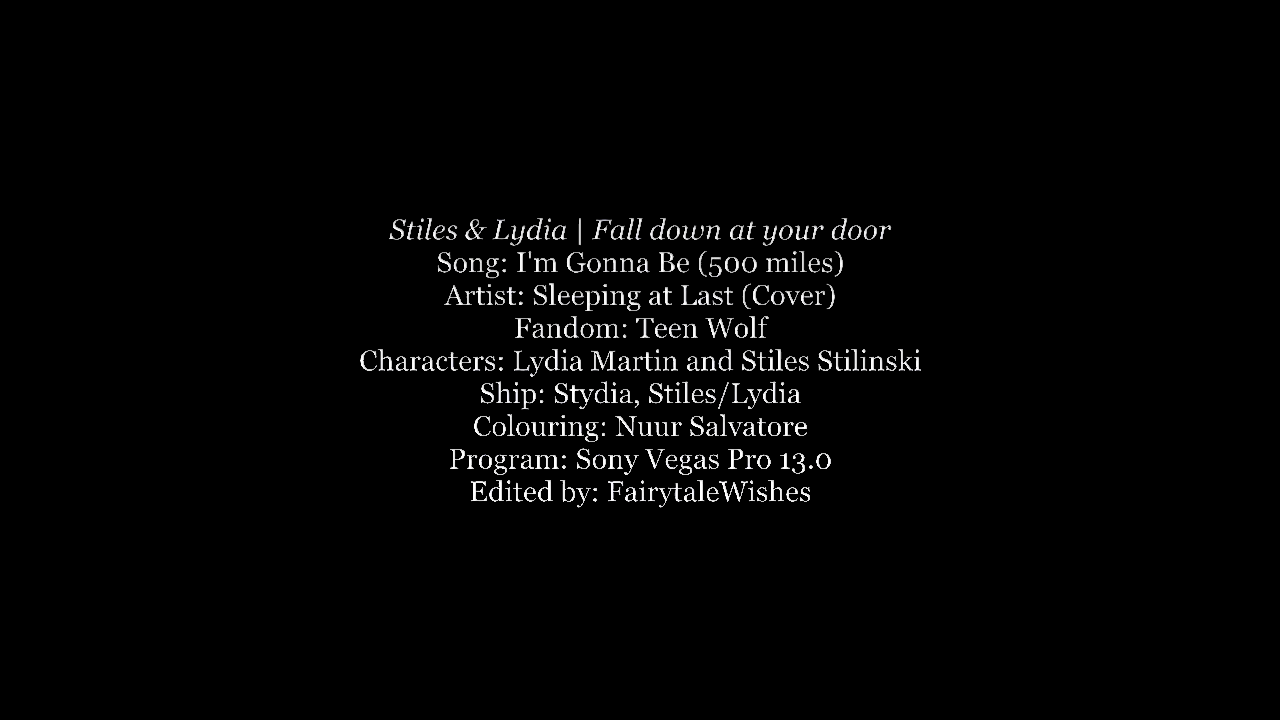 Stiles & Lydia | Fall down at your door
Song: I'm Gonna Be (500 miles)
Artist: Sleeping at Last (Cover)
Fandom: Teen Wolf
Characters: Lydia Martin and Stiles Stilinski
Ship: Stydia, Stiles/Lydia
Colouring: Nuur Salvatore
Program: Sony Vegas Pro 13.0
Edited by: FairytaleWishes